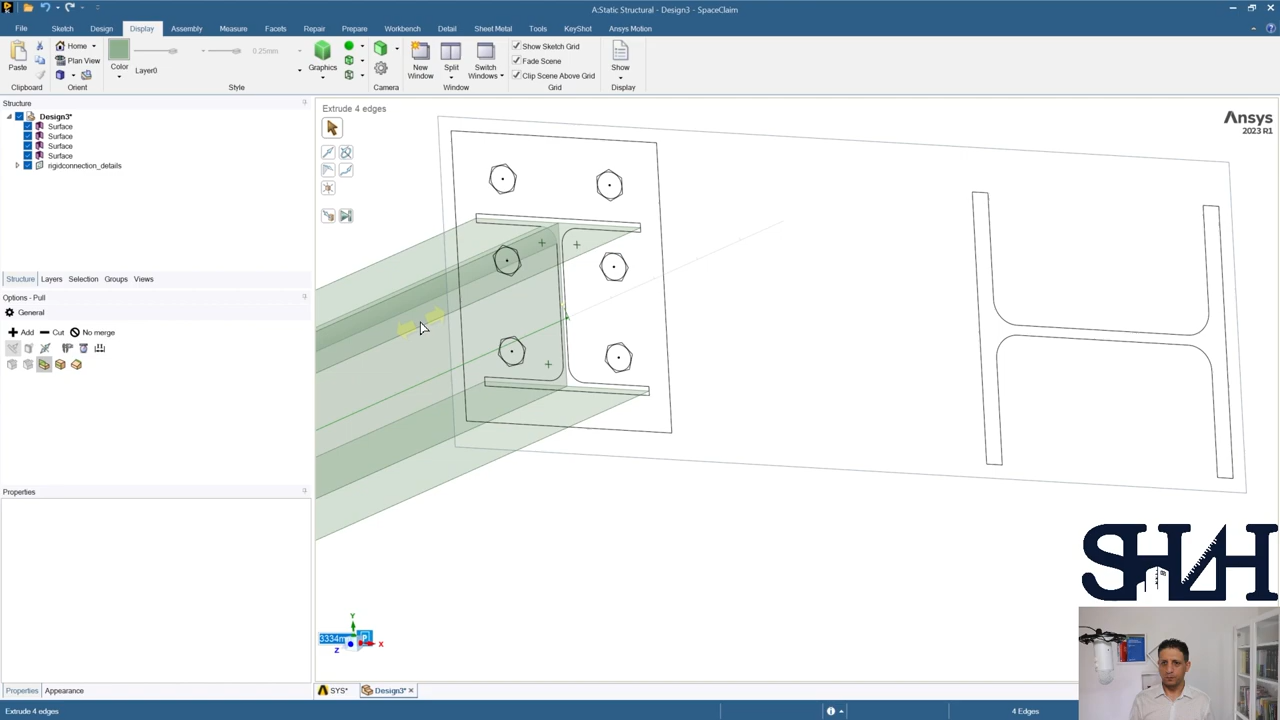 A:Static Structural - Design3 - SpaceClaim
File Sketch Design Display Assembly Measure Facets Repair Prepare Workbench Detail Sheet Metal Tools KeyShot Ansys Motion
Paste
Clipboard
Home
Plan View
Orient
Color
0.25mm
Layer0
Style
Graphics
Camera
New Window
Split
Switch Windows
Window
Show Sketch Grid
Fade Scene
Clip Scene Above Grid
Grid
Show
Display
Structure
Design3*
Surface
Surface
Surface
Surface
rigidconnection_details
Structure Layers Selection Groups Views
Options - Pull
General
Add Cut No merge
Properties
Properties Appearance
Extrude 4 edges
Ansys
2023 R1
3334m
P
Y
X
Z
SHZH
SYS* Design3*
Extrude 4 edges
4 Edges